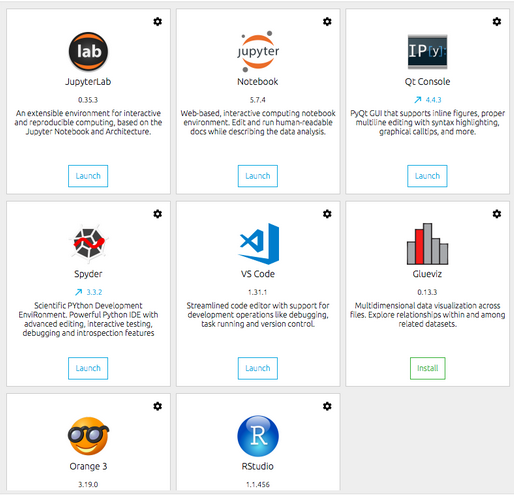 lab
JupyterLab
0.35.3
An extensible environment for interactive
and reproducible computing, based on the
Jupyter Notebook and Architecture.
Launch
jupyter
Notebook
5.7.4
Web-based, interactive computing notebook
environment. Edit and run human-readable
docs while describing the data analysis.
Launch
IP[y]:
Qt Console
4.4.3
PyQt GUI that supports inline figures, proper
multiline editing with syntax highlighting,
graphical calltips, and more.
Launch
Spyder
3.3.2
Scientific PYthon Development
EnviRonment. Powerful Python IDE with
advanced editing, interactive testing,
debugging and introspection features
Launch
VS Code
1.31.1
Streamlined code editor with support for
development operations like debugging,
task running and version control.
Launch
Glueviz
0.13.3
Multidimensional data visualization across
files. Explore relationships within and among
related datasets.
Install
Orange 3
3.19.0
R
RStudio
1.1.456